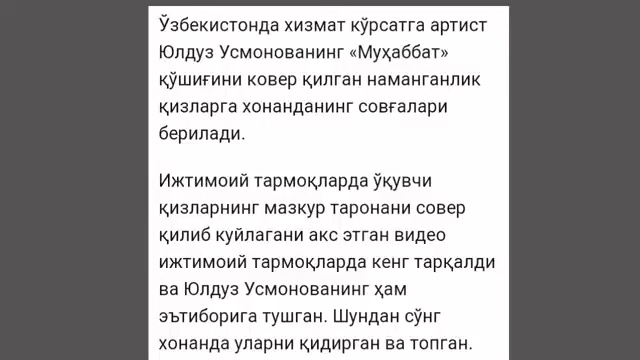 Ўзбекистонда хизмат кўрсатга артист
Юлдуз Усмонованинг «Муҳаббат»
қўшиғини ковер қилган наманганлик
қизларга хонанданинг совғалари
берилади.
Ижтимоий тармоқларда ўқувчи
қизларнинг мазкур таронани совер
қилиб куйлагани акс этган видео
ижтимоий тармоқларда кенг тарқалди
ва Юлдуз Усмонованинг ҳам
эътиборига тушган. Шундан сўнг
хонанда уларни қидирган ва топган.